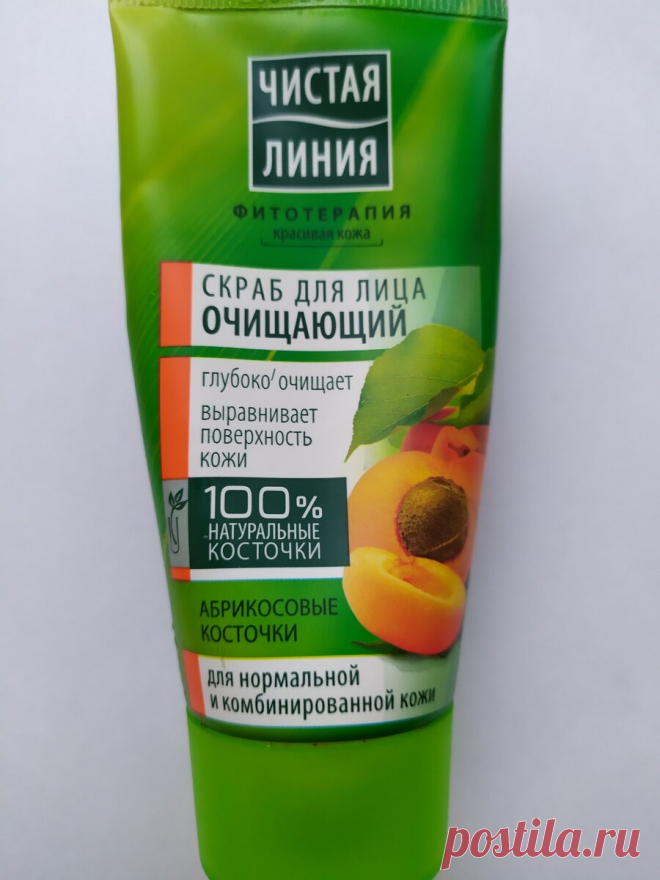 ЧИСТАЯ
ЛИНИЯ
ФИТОТЕРАПИЯ
красивая кожа
СКРАБ ДЛЯ ЛИЦА
ОЧИЩАЮЩИЙ
глубоко' очищает
выравнивает
поверхность
кожи
100%
НАТУРАЛЬНЫЕ
КОСТОЧКИ
АБРИКОСОВЫЕ
КОСТОЧКИ
для нормальной
и комбинированной кожи
postila.ru